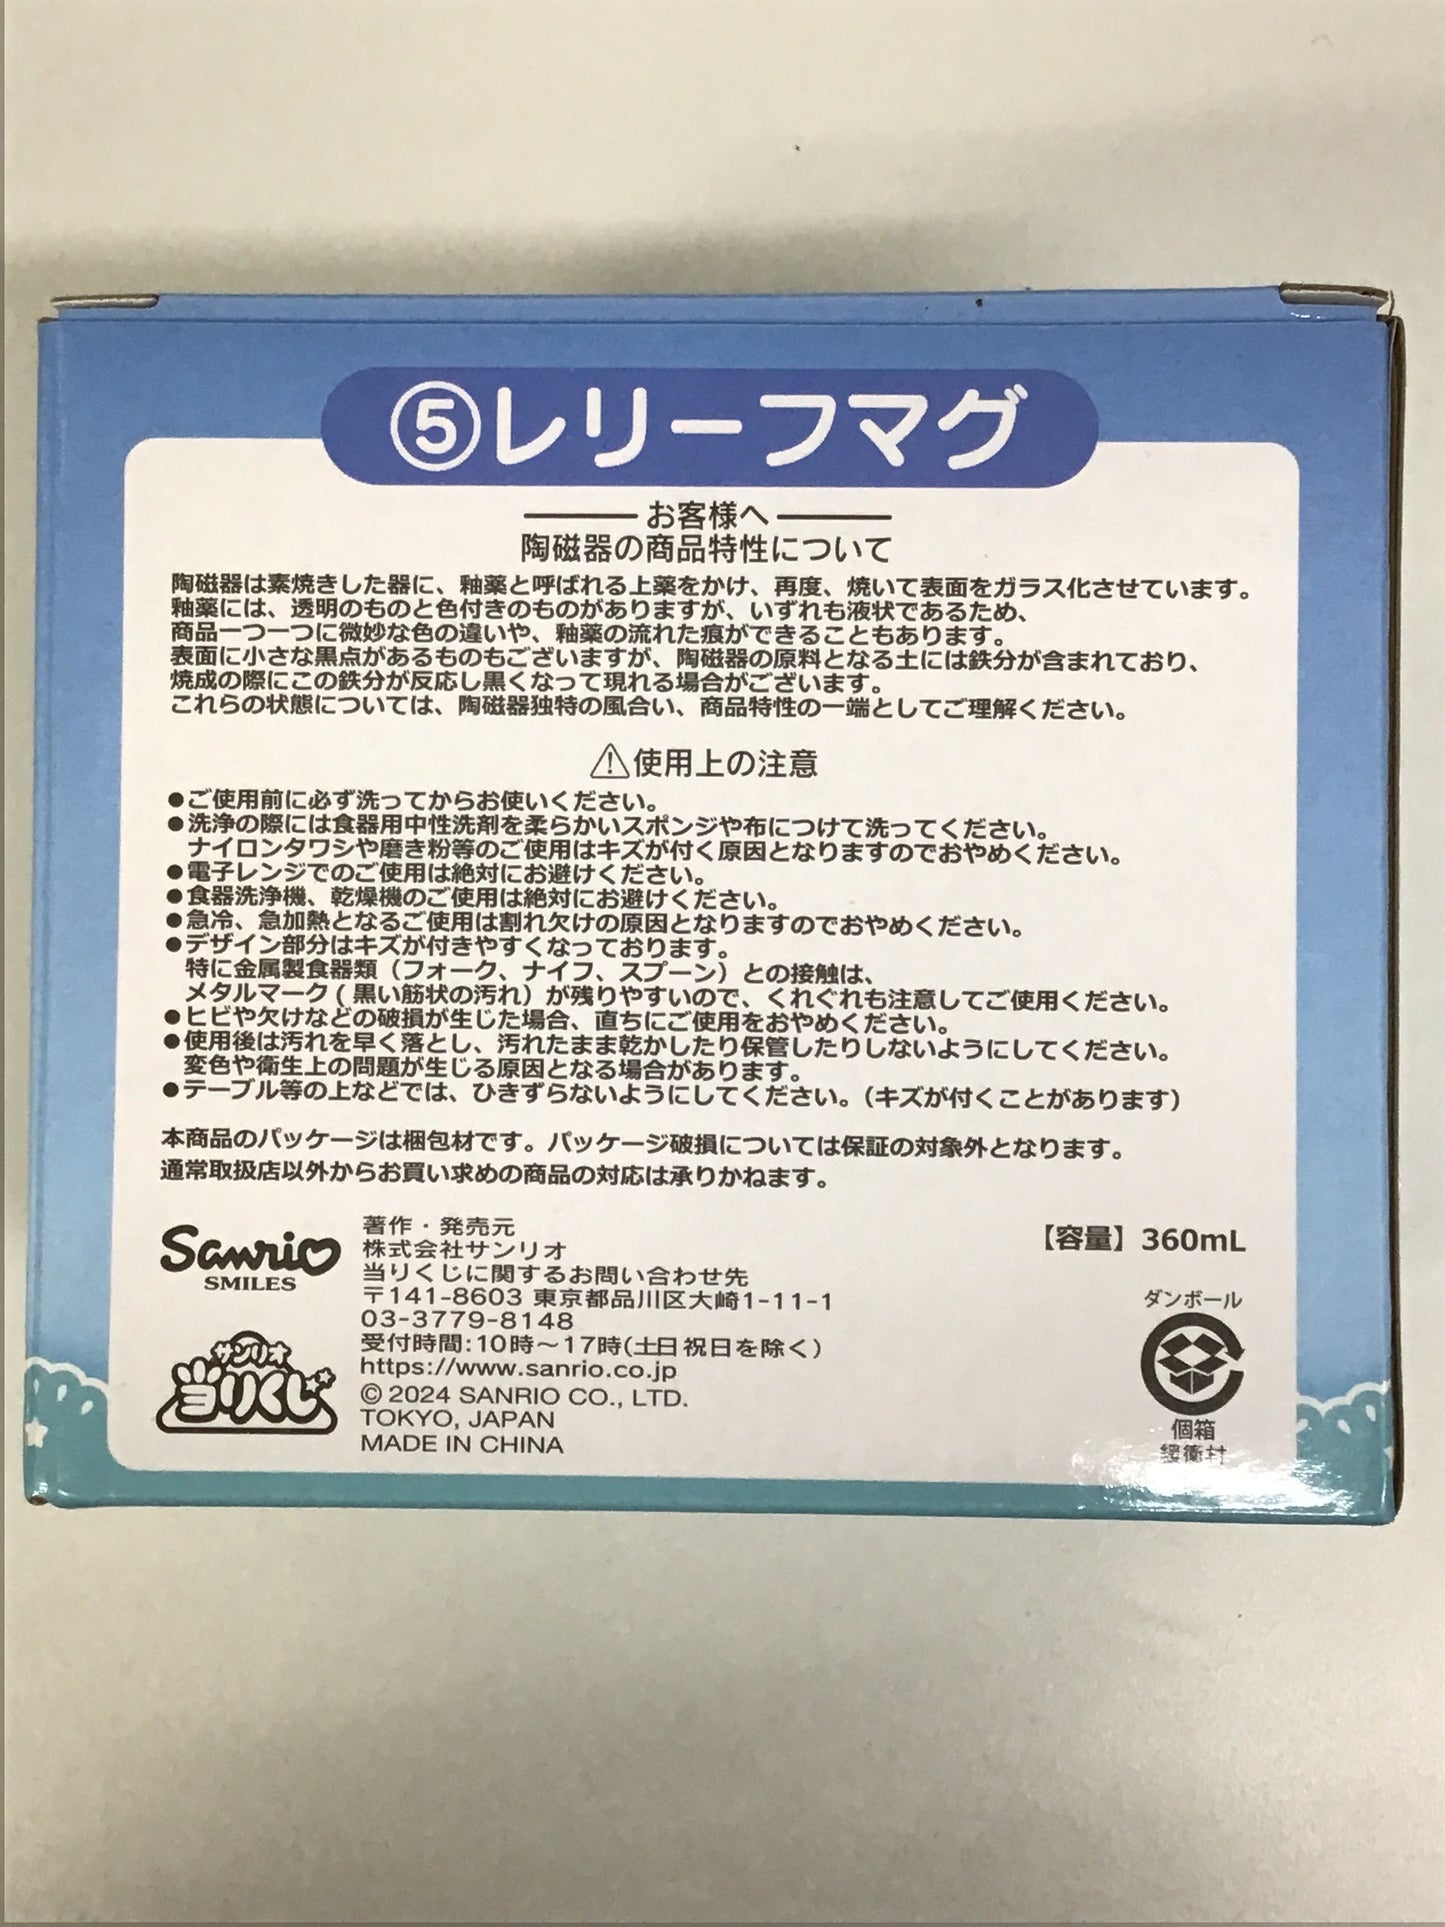 ⑤レリーフマグ
お客様へ
陶磁器の商品特性について
陶磁器は素焼きした器に、釉薬と呼ばれる上薬をかけ、再度、焼いて表面をガラス化させています。
釉薬には、透明のものと色付きのものがありますが、いずれも液状であるため、
商品一つ一つに微妙な色の違いや、釉薬の流れた痕ができることもあります。
表面に小さな黒点があるものもございますが、陶磁器の原料となる土には鉄分が含まれており、
焼成の際にこの鉄分が反応し黒くなって現れる場合がございます。
これらの状態については、陶磁器独特の風合い、商品特性の一端としてご理解ください。
⚠使用上の注意
●ご使用前に必ず洗ってからお使いください。
●洗浄の際には食器用中性洗剤を柔らかいスポンジや布につけて洗ってください。
ナイロンタワシや磨き粉等のご使用はキズが付く原因となりますのでおやめください。
●電子レンジでのご使用は絶対にお避けください。
●食器洗浄機、乾燥機のご使用は絶対にお避けください。
●急冷、急加熱となるご使用は割れ欠けの原因となりますのでおやめください。
●デザイン部分はキズが付きやすくなっております。
特に金属製食器類（フォーク、ナイフ、スプーン）との接触は、
メタルマーク(黒い筋状の汚れ）が残りやすいので、くれぐれも注意してご使用ください。
●ヒビや欠けなどの破損が生じた場合、直ちにご使用をおやめください。
●使用後は汚れを早く落とし、汚れたまま乾かしたり保管したりしないようにしてください。
変色や衛生上の問題が生じる原因となる場合があります。
●テーブル等の上などでは、ひきずらないようにしてください。（キズが付くことがあります）
本商品のパッケージは梱包材です。パッケージ破損については保証の対象外となります。
通常取扱店以外からお買い求めの商品の対応は承りかねます。
Sanrio
SMILES
サンリオ
当りくじ
著作・発売元
株式会社サンリオ
当りくじに関するお問い合わせ先
〒141-8603 東京都品川区大崎1-11-1
03-3779-8148
受付時間:10時～17時(土日祝日を除く)
https://www.sanrio.co.jp
© 2024 SANRIO CO., LTD.
TOKYO, JAPAN
MADE IN CHINA
【容量】360mL
ダンボール
個箱
緩衝材